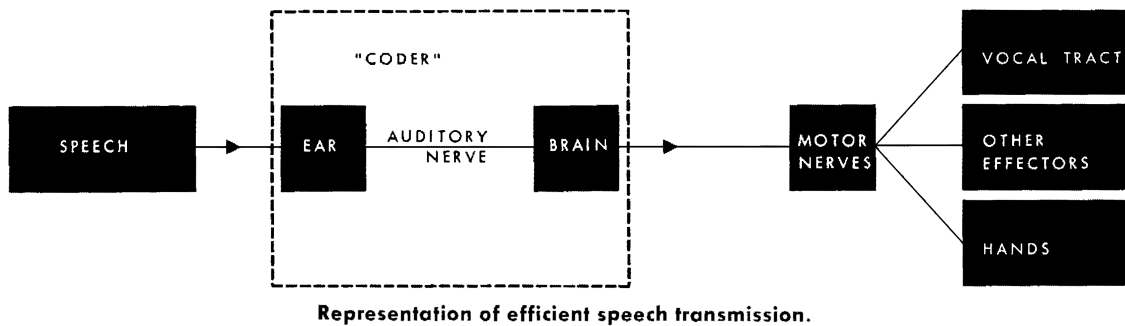 "CODER"
SPEECH
EAR
AUDITORY
NERVE
BRAIN
MOTOR
NERVES
VOCAL TRACT
OTHER
EFFECTORS
HANDS
Representation of efficient speech transmission.